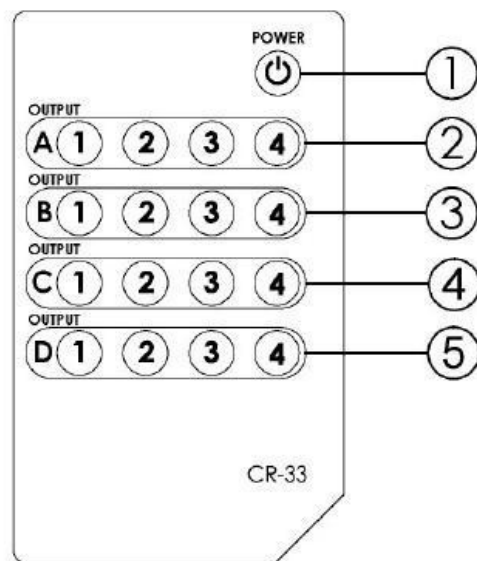 POWER
1
OUTPUT
A 1 2 3 4 2
OUTPUT
B 1 2 3 4 3
OUTPUT
C 1 2 3 4 4
OUTPUT
D 1 2 3 4 5
CR-33